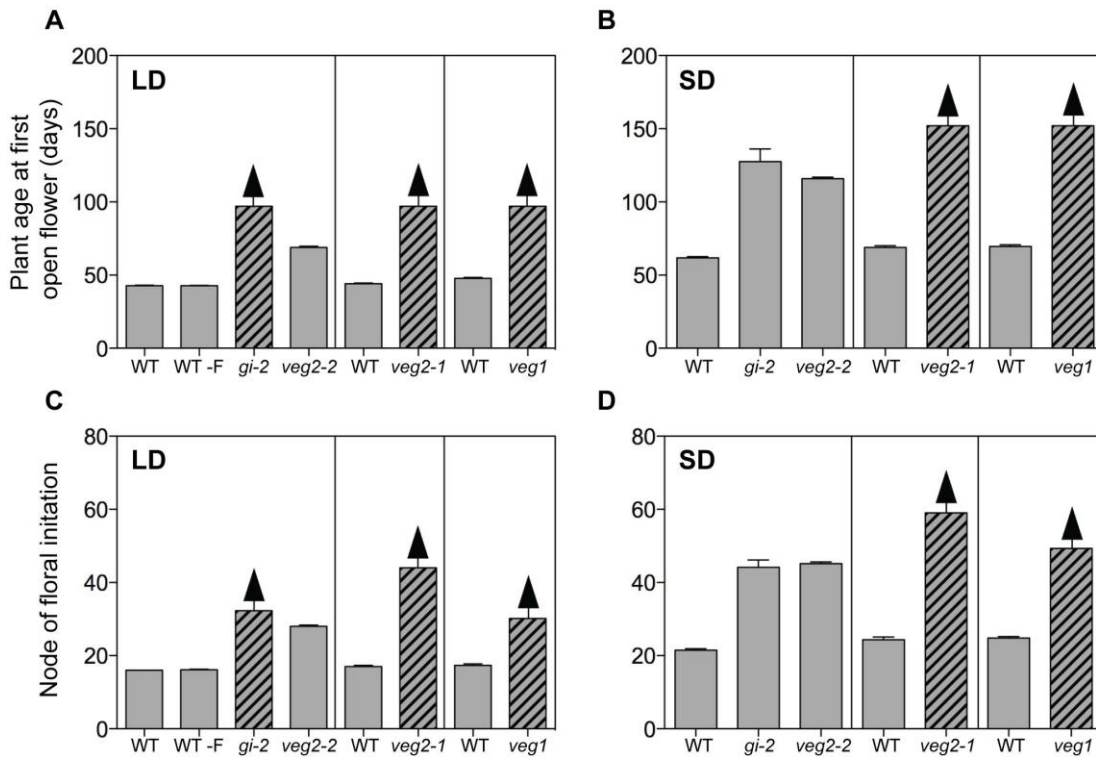 A
B
Plant age at first
open flower (days)
200
150
100
50
0
LD
WT WT -F gi-2 veg2-2 WT veg2-1 WT veg1
200
150
100
50
0
SD
WT gi-2 veg2-2 WT veg2-1 WT veg1
C
D
Node of floral initation
80
60
40
20
0
LD
WT WT -F gi-2 veg2-2 WT veg2-1 WT veg1
80
60
40
20
0
SD
WT gi-2 veg2-2 WT veg2-1 WT veg1